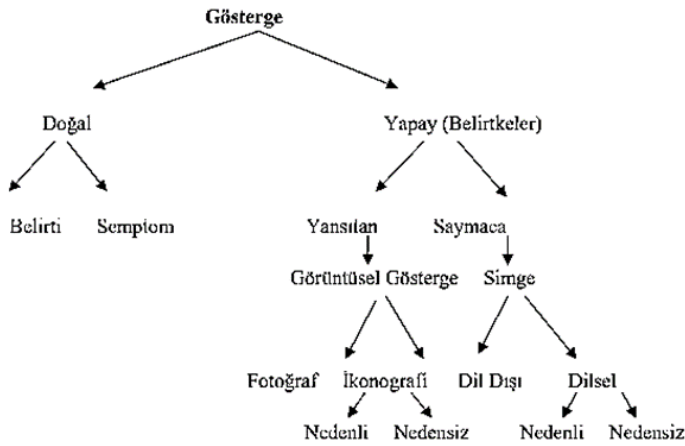 Gösterge
Doğal Yapay (Belirtkeler)
Belirti Semptom Yansılan Saymaca
Görüntüsel Gösterge Simge
Fotoğraf İkonografi Dil Dışı Dilsel
Nedenli Nedensiz Nedenli Nedensiz